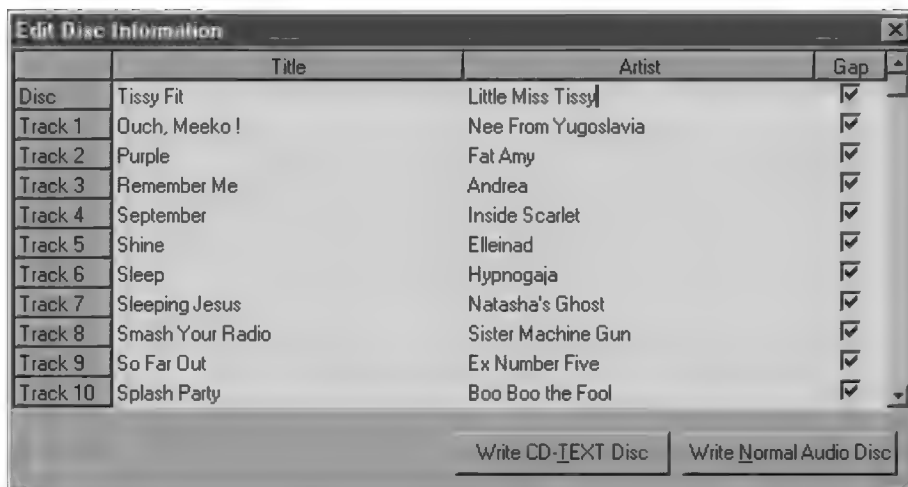 Edit Disc Information
Title Artist Gap
Disc Tissy Fit Little Miss Tissy
Track 1 Ouch, Meeko ! Nee From Yugoslavia
Track 2 Purple Fat Amy
Track 3 Remember Me Andrea
Track 4 September Inside Scarlet
Track 5 Shine Elleinad
Track 6 Sleep Hypnogaja
Track 7 Sleeping Jesus Natasha's Ghost
Track 8 Smash Your Radio Sister Machine Gun
Track 9 So Far Out Ex Number Five
Track 10 Splash Party Boo Boo the Fool
Write CD-TEXT Disc Write Normal Audio Disc